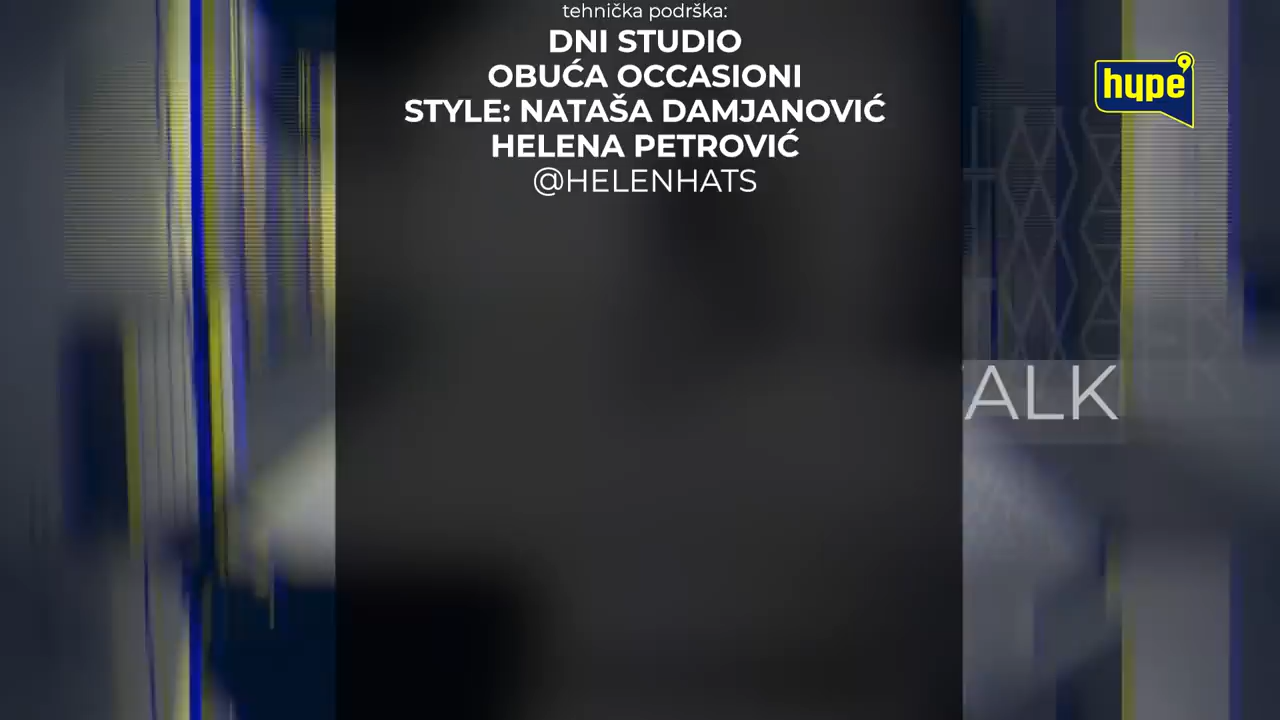 tehnička podrška:
DNI STUDIO
OBUĆA OCCASIONI
STYLE: NATAŠA DAMJANOVIĆ
HELENA PETROVIĆ
@HELENHATS
hype
ALK